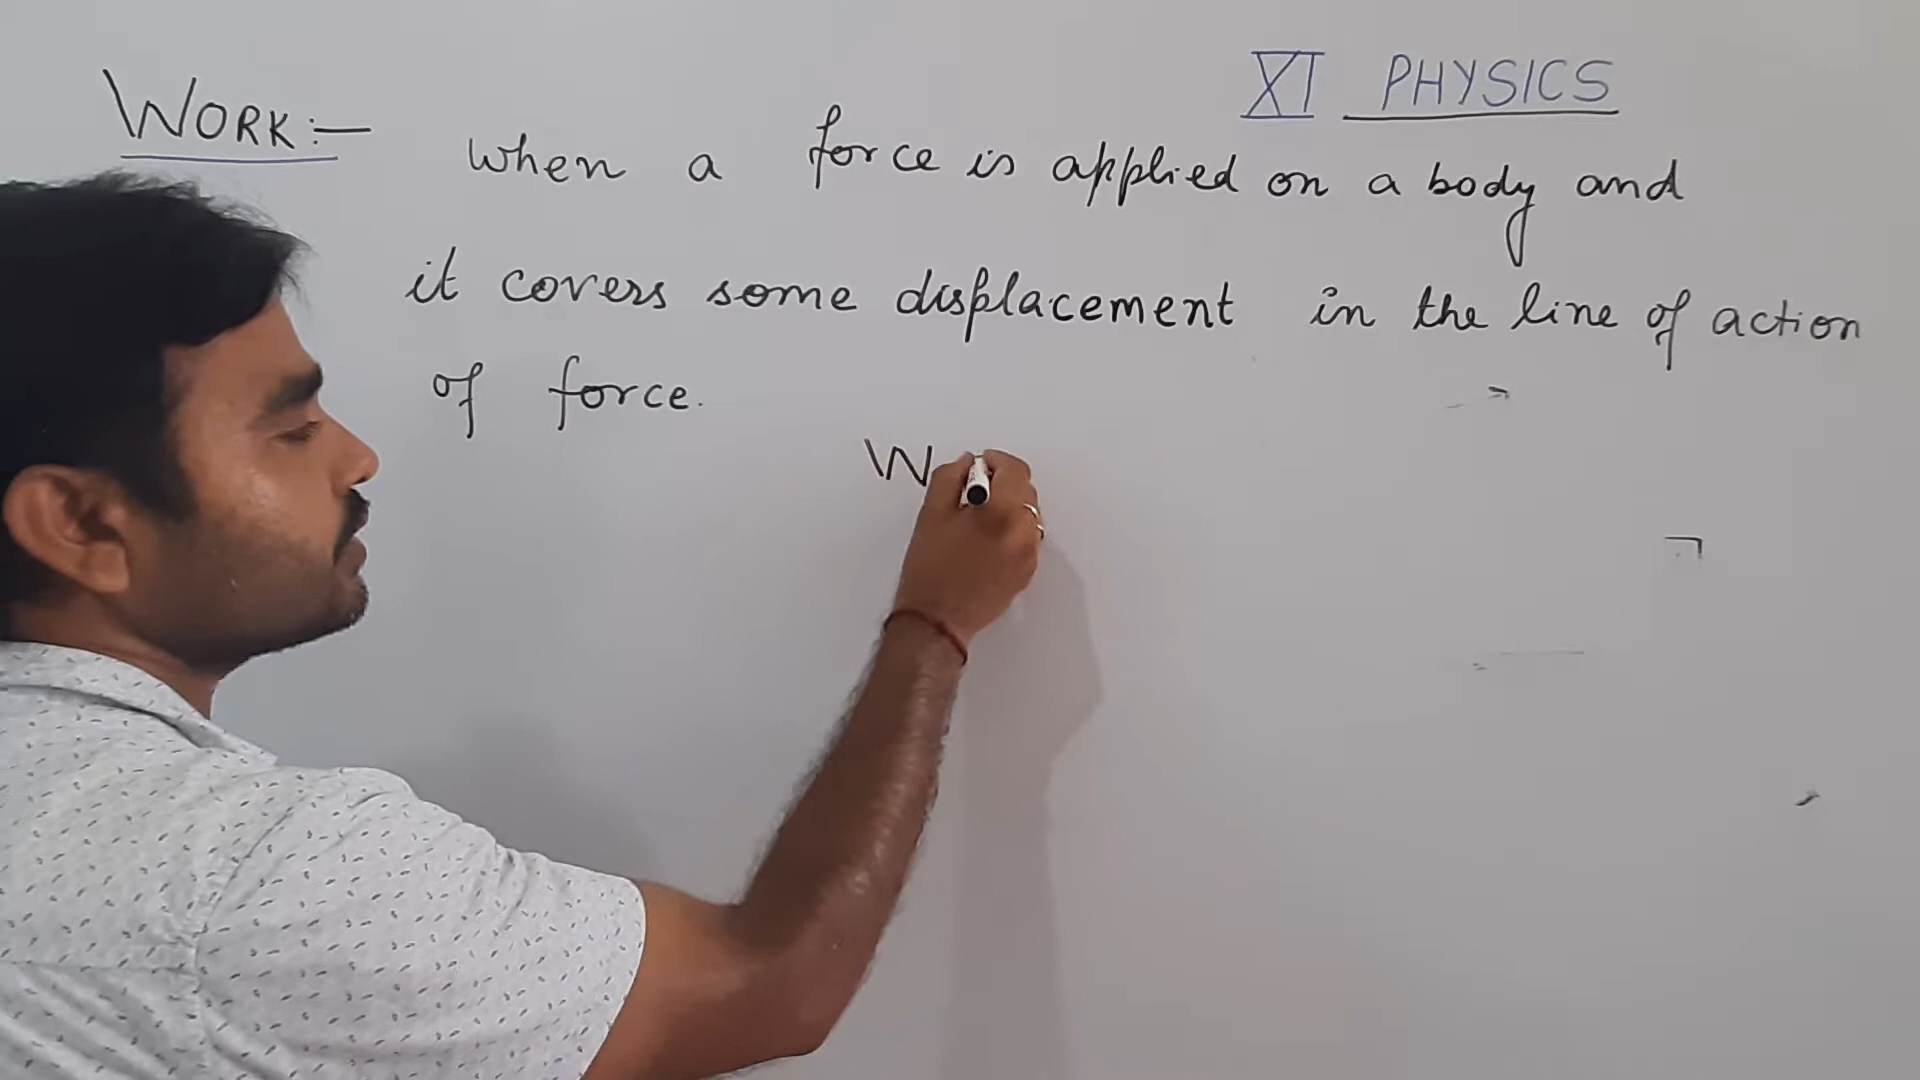 XI PHYSICS
WORK:—
When a force is applied on a body and
it covers some displacement in the line of action
of force.
W